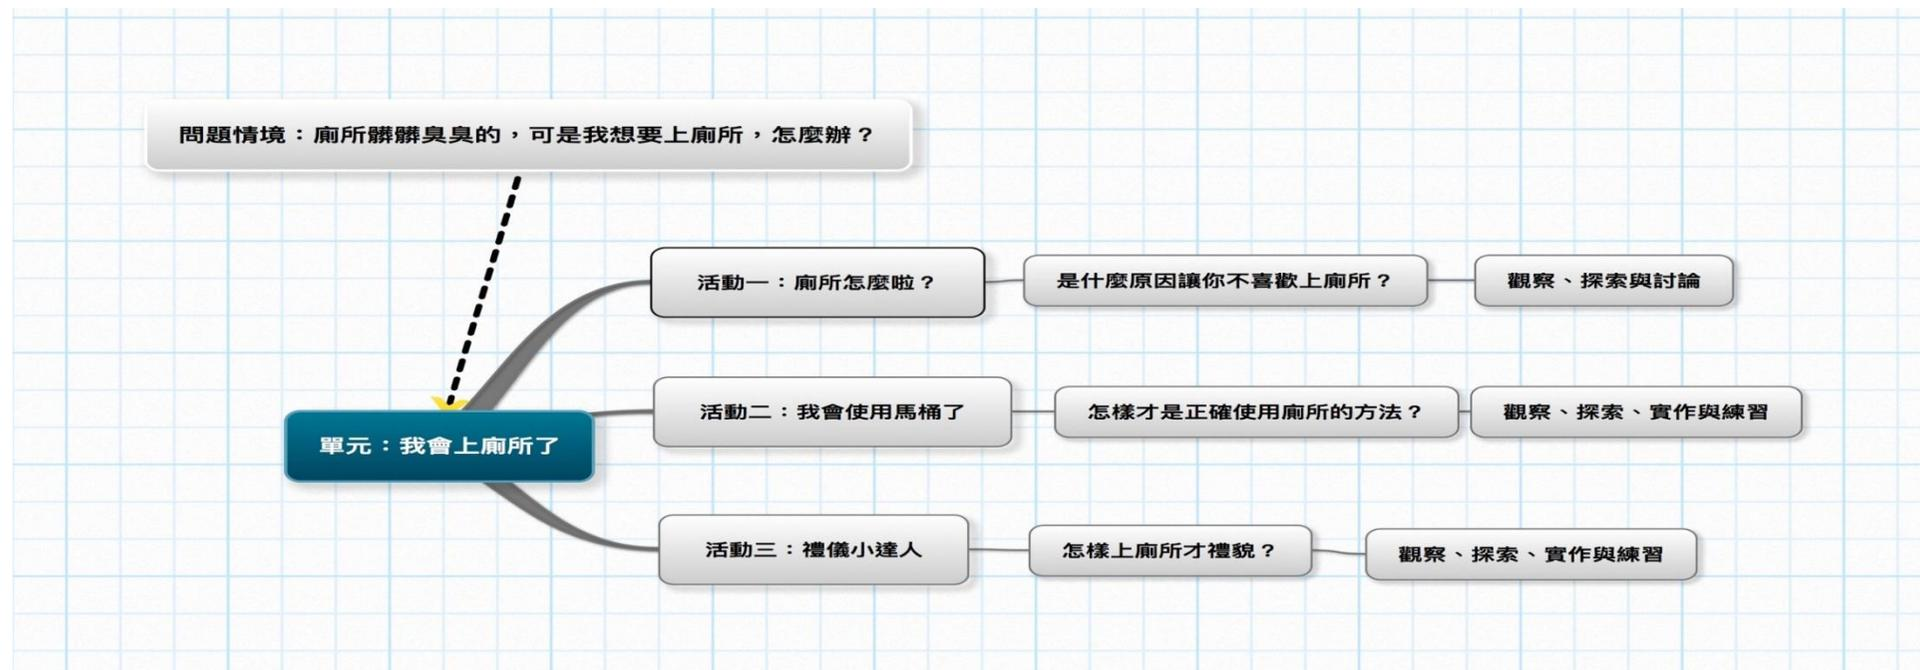 問題情境：廁所髒髒臭臭的，可是我想要上廁所，怎麼辦？
活動一：廁所怎麼啦？
是什麼原因讓你不喜歡上廁所？
觀察、探索與討論
單元：我會上廁所了
活動二：我會使用馬桶了
怎樣才是正確使用廁所的方法？
觀察、探索、實作與練習
活動三：禮儀小達人
怎樣上廁所才禮貌？
觀察、探索、實作與練習